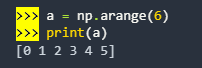 >>> a = np.arange(6)
>>> print(a)
[0 1 2 3 4 5]